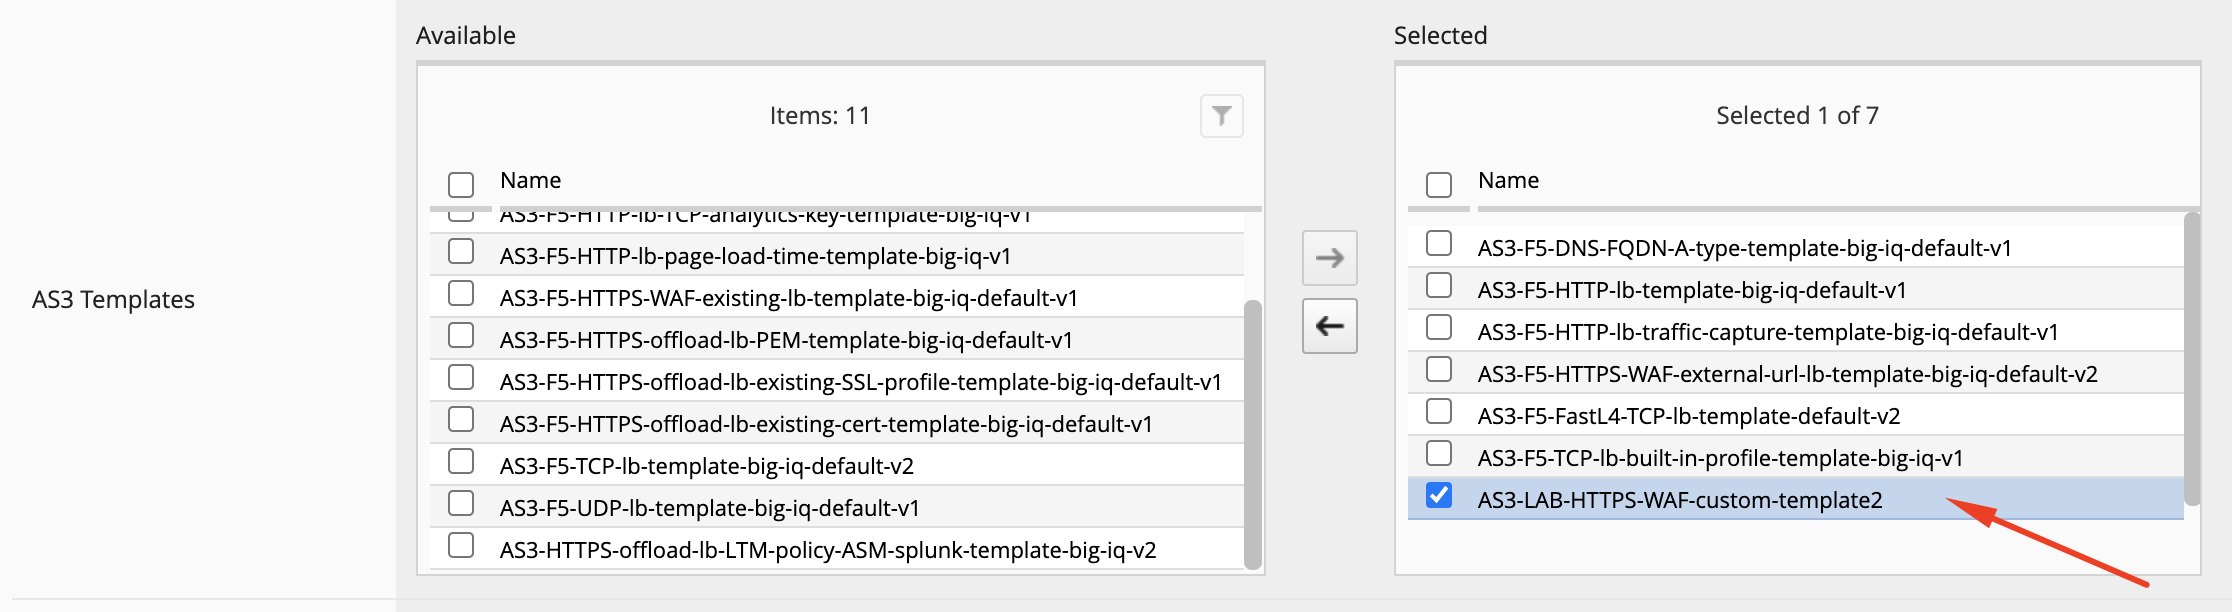 AS3 Templates
Available
Items: 11
Name
AS3-F5-HTTP-lb-TCP-analytics-key-template-big-iq-v1
AS3-F5-HTTP-lb-page-load-time-template-big-iq-v1
AS3-F5-HTTPS-WAF-existing-lb-template-big-iq-default-v1
AS3-F5-HTTPS-offload-lb-PEM-template-big-iq-default-v1
AS3-F5-HTTPS-offload-lb-existing-SSL-profile-template-big-iq-default-v1
AS3-F5-HTTPS-offload-lb-existing-cert-template-big-iq-default-v1
AS3-F5-TCP-lb-template-big-iq-default-v2
AS3-F5-UDP-lb-template-big-iq-default-v1
AS3-HTTPS-offload-lb-LTM-policy-ASM-splunk-template-big-iq-v2
Selected
Selected 1 of 7
Name
AS3-F5-DNS-FQDN-A-type-template-big-iq-default-v1
AS3-F5-HTTP-lb-template-big-iq-default-v1
AS3-F5-HTTP-lb-traffic-capture-template-big-iq-default-v1
AS3-F5-HTTPS-WAF-external-url-lb-template-big-iq-default-v2
AS3-F5-FastL4-TCP-lb-template-default-v2
AS3-F5-TCP-lb-built-in-profile-template-big-iq-v1
AS3-LAB-HTTPS-WAF-custom-template2